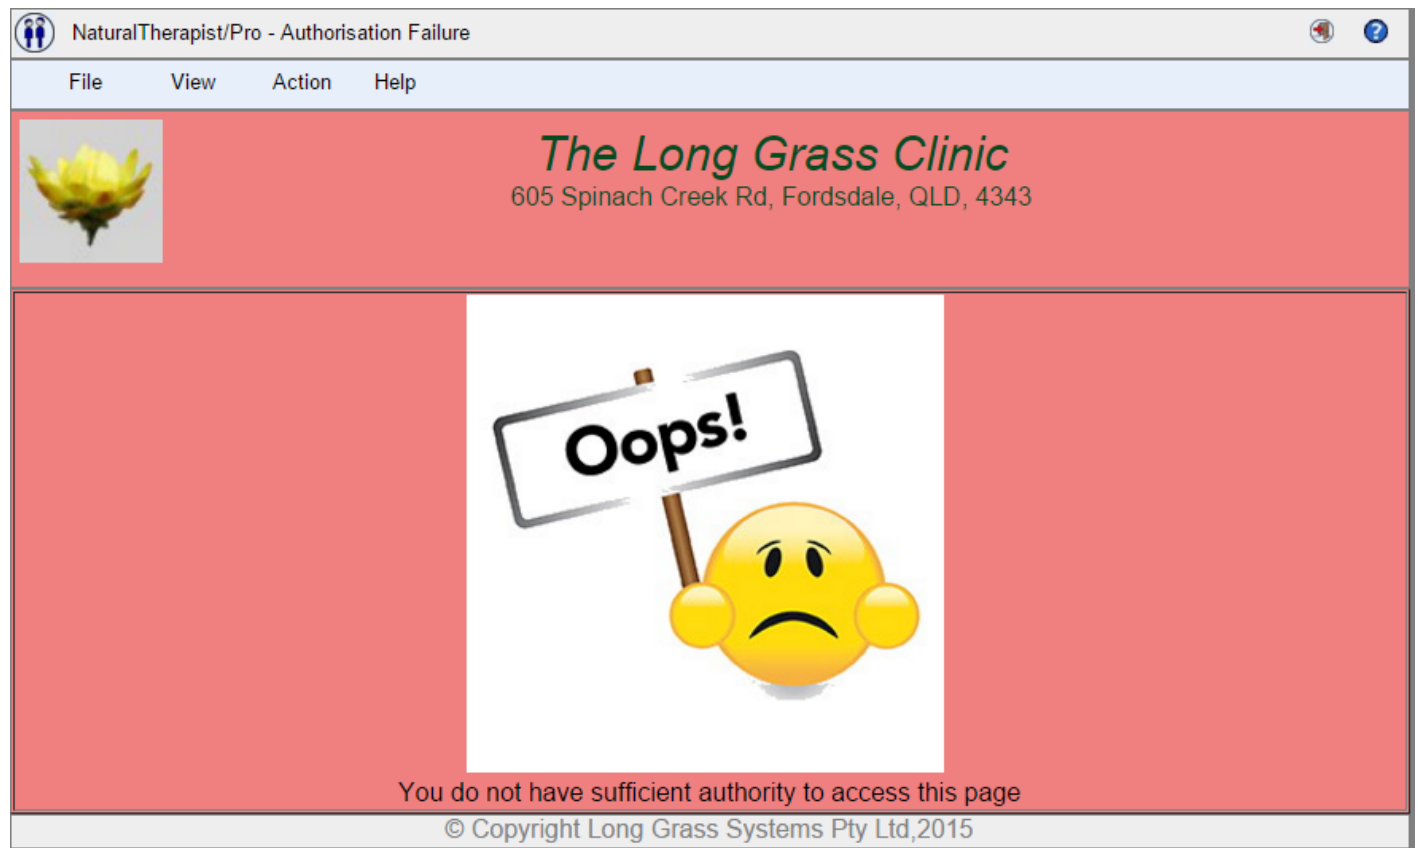 NaturalTherapist/Pro - Authorisation Failure
File View Action Help
The Long Grass Clinic
605 Spinach Creek Rd, Fordsdale, QLD, 4343
Oops!
You do not have sufficient authority to access this page
© Copyright Long Grass Systems Pty Ltd,2015